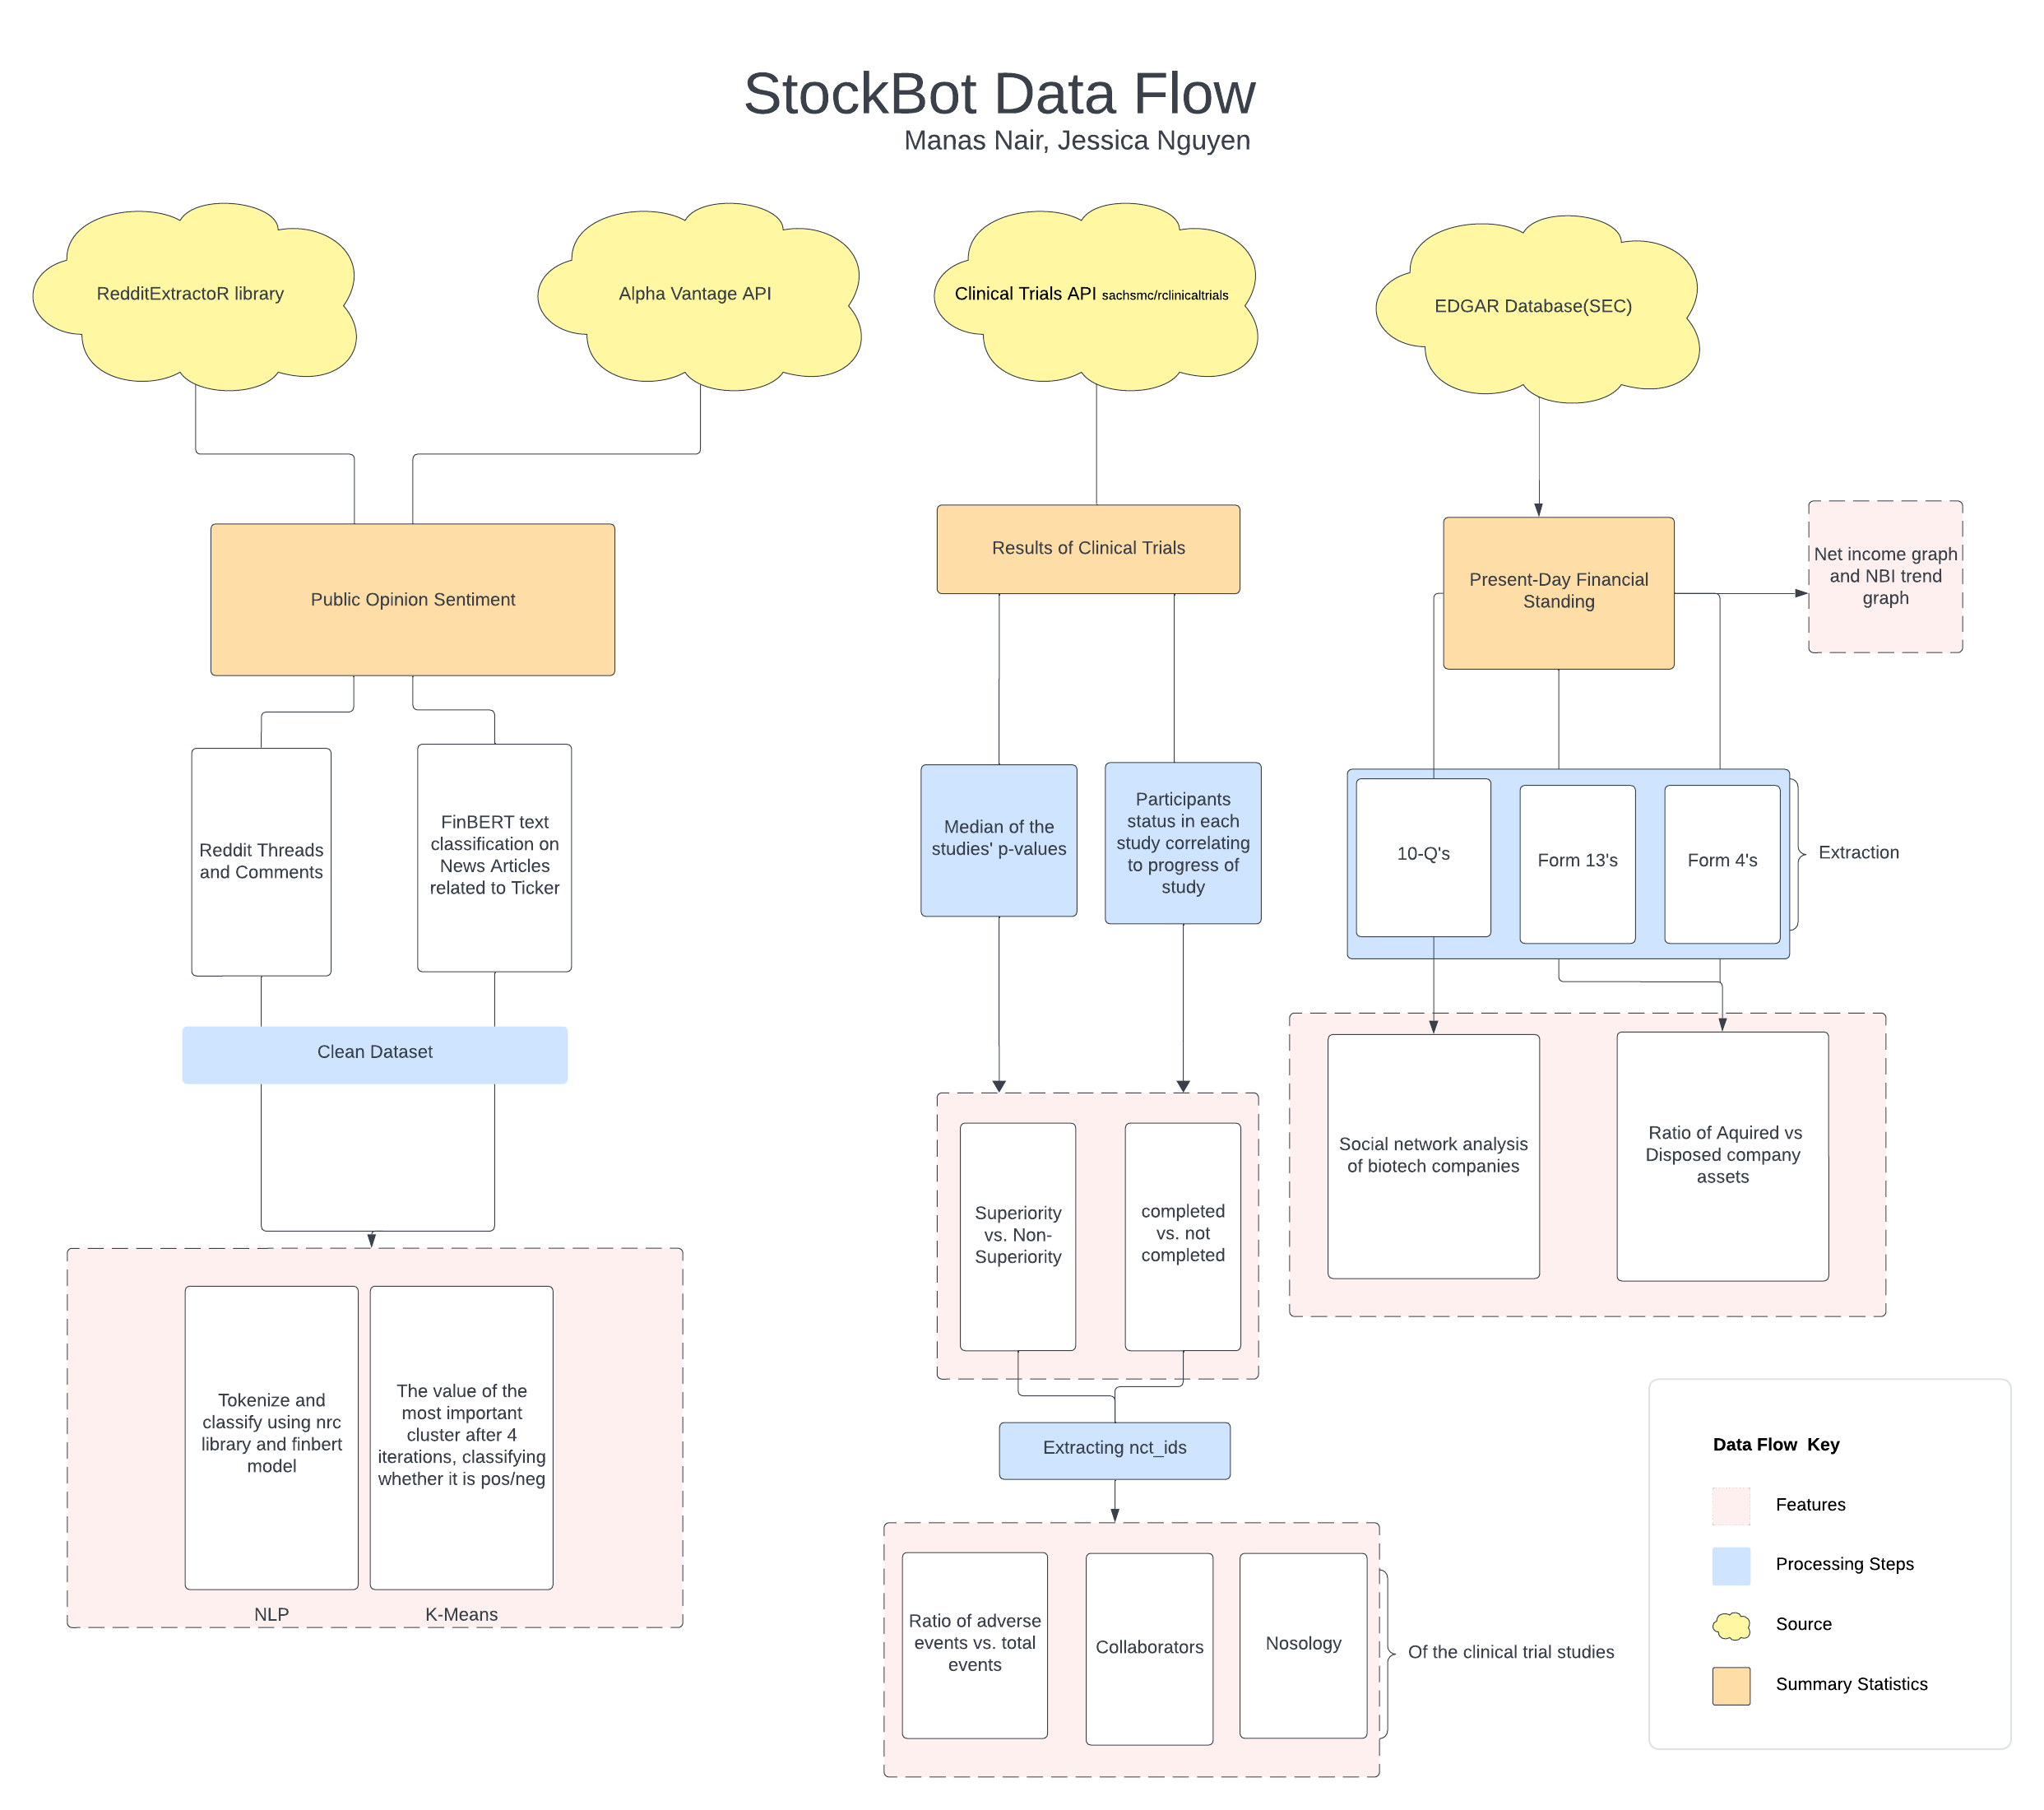 StockBot Data Flow
Manas Nair, Jessica Nguyen
RedditExtractoR library
Alpha Vantage API
Clinical Trials API sachsmc/rclinicaltrials
EDGAR Database(SEC)
Public Opinion Sentiment
Results of Clinical Trials
Present-Day Financial
Standing
Net income graph
and NBI trend
graph
Reddit Threads
and Comments
FinBERT text
classification on
News Articles
related to Ticker
Median of the
studies' p-values
Participants
status in each
study correlating
to progress of
study
10-Q's
Form 13's
Form 4's
Extraction
Clean Dataset
Superiority
vs. Non-
Superiority
completed
vs. not
completed
Social network analysis
of biotech companies
Ratio of Aquired vs
Disposed company
assets
Tokenize and
classify using nrc
library and finbert
model
The value of the
most important
cluster after 4
iterations, classifying
whether it is pos/neg
NLP
K-Means
Extracting nct_ids
Ratio of adverse
events vs. total
events
Collaborators
Nosology
Of the clinical trial studies
Data Flow Key
Features
Processing Steps
Source
Summary Statistics